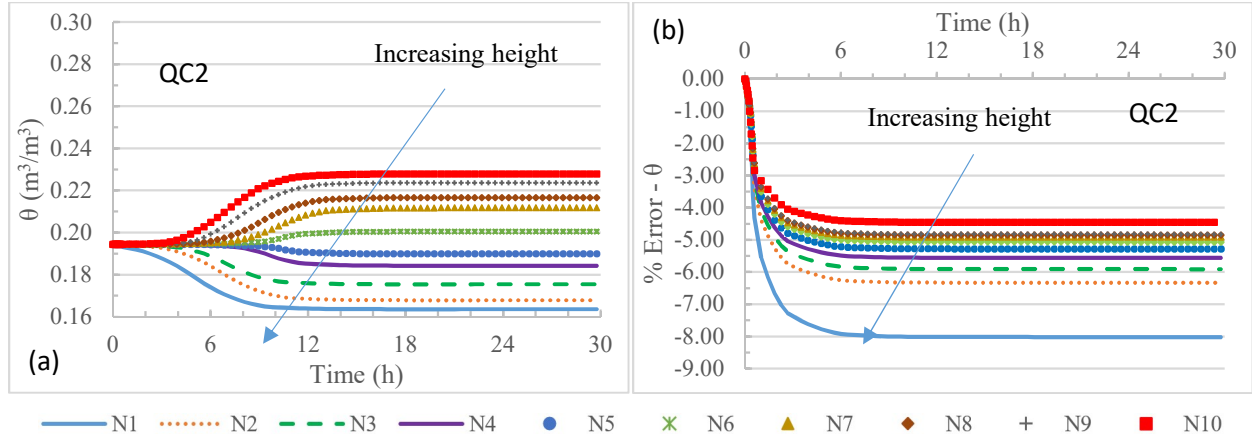 0.30
0.28
0.26
0.24
0.22
0.20
0.18
0.16
θ (m³/m³)
QC2
Increasing height
(a)
0 6 12 18 24 30
Time (h)
(b)
Time (h)
0 6 12 18 24 30
0.00
-1.00
-2.00
-3.00
-4.00
-5.00
-6.00
-7.00
-8.00
-9.00
% Error - θ
Increasing height
QC2
N1 N2 N3 N4 N5 N6 N7 N8 N9 N10